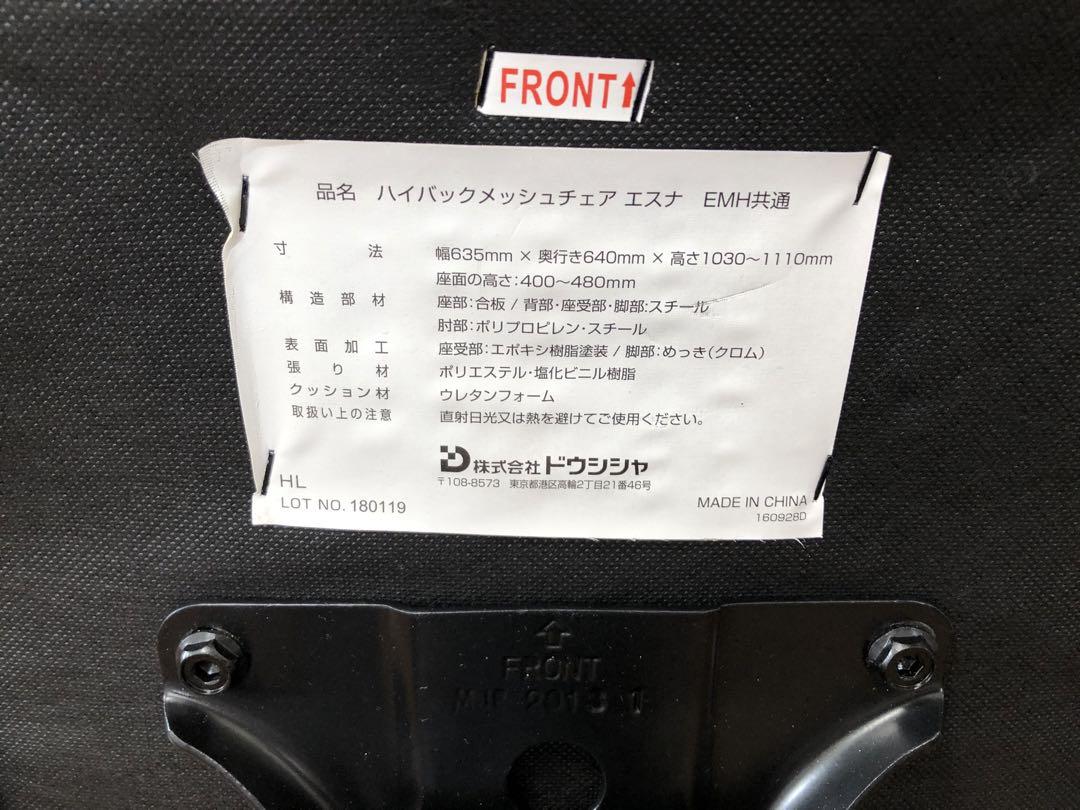 FRONT↑
品名 ハイバックメッシュチェア エスナ EMH共通
寸法 幅635mm × 奥行き640mm × 高さ1030～1110mm
座面の高さ:400～480mm
構造部材 座部:合板 / 背部・座受部・脚部:スチール
肘部:ポリプロピレン・スチール
表面加工 座受部:エポキシ樹脂塗装 / 脚部:めっき(クロム)
張り材 ポリエステル・塩化ビニル樹脂
クッション材 ウレタンフォーム
取扱い上の注意 直射日光又は熱を避けてご使用ください。
株式会社 ドウシシャ
〒108-8573 東京都港区高輪2丁目21番46号
HL
LOT NO. 180119
MADE IN CHINA
160928D
↑
FRONT